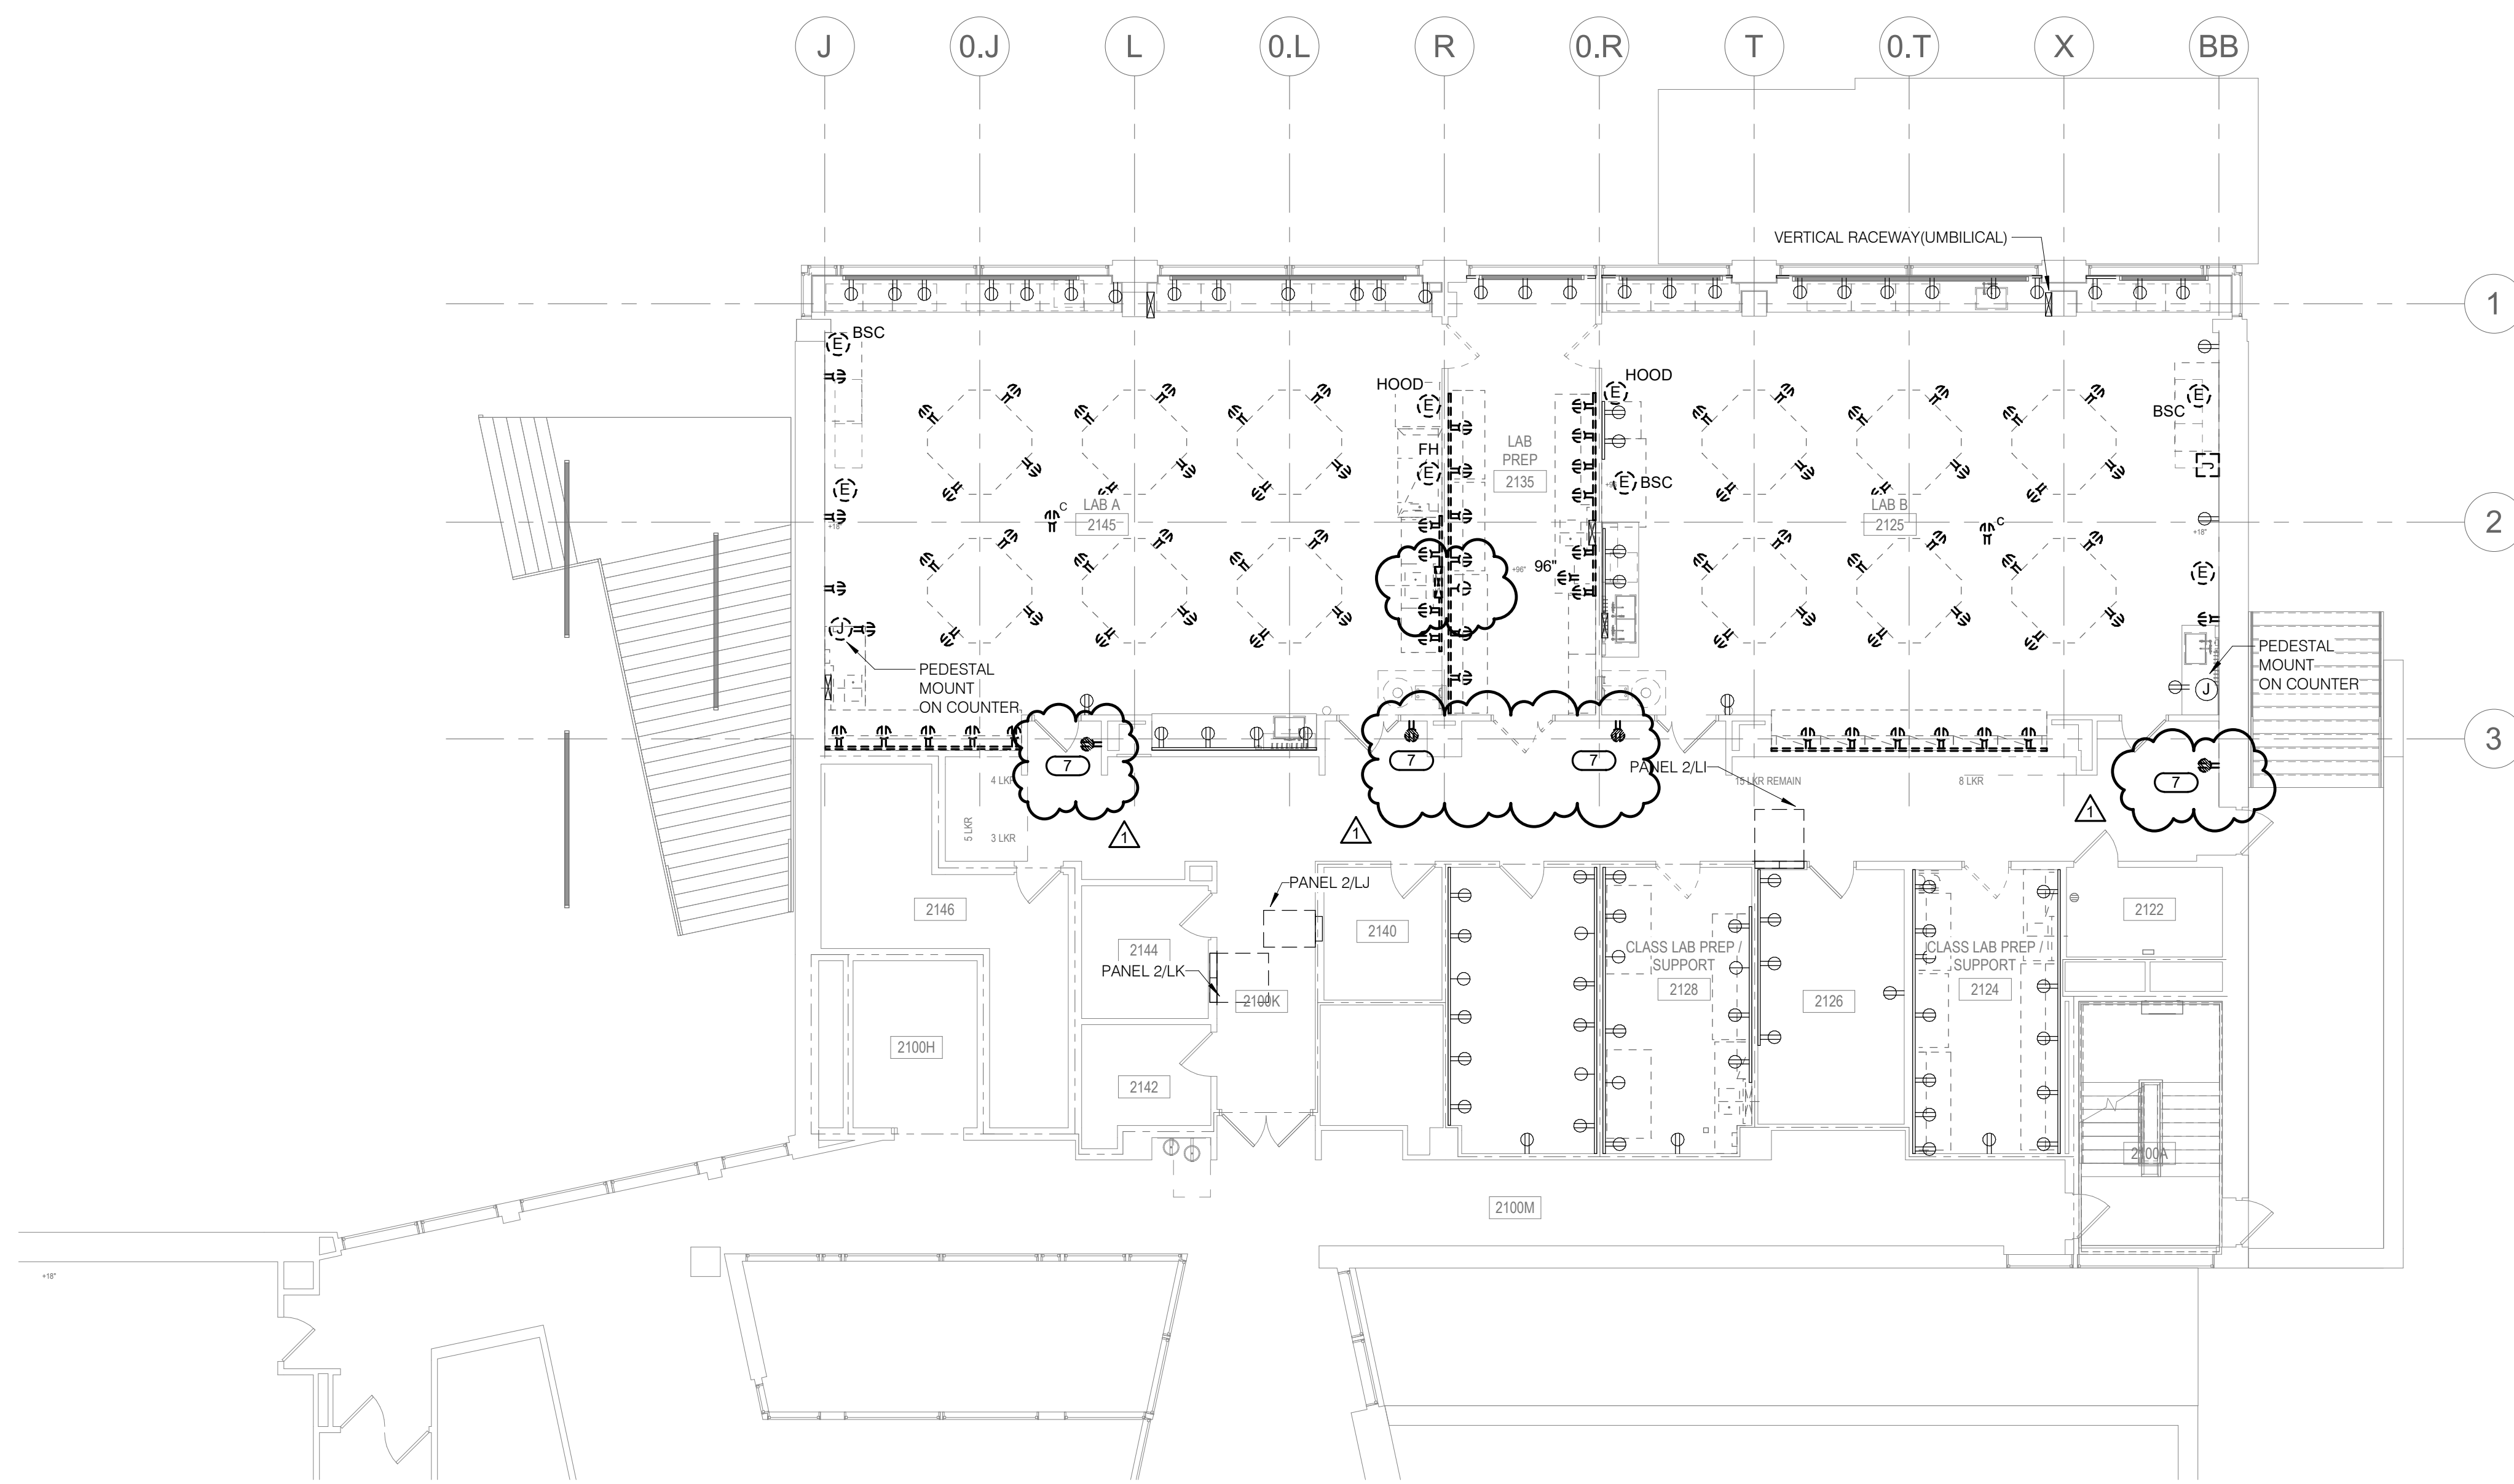 J
0.J
L
0.L
R
0.R
T
0.T
X
BB
VERTICAL RACEWAY(UMBILICAL)
1
E
BSC
HOOD
E
HOOD
E
BSC
E
FH
E
LAB
PREP
2135
E
BSC
J
E
+18"
C
LAB A
2145
LAB B
2125
C
2
+18"
+96"
96"
E
J
PEDESTAL
MOUNT
ON COUNTER
PEDESTAL
MOUNT
ON COUNTER
J
3
7
7
7
7
PANEL 2/LI
4 LKR
15 LKR REMAIN
8 LKR
5 LKR
3 LKR
1
1
1
PANEL 2/LJ
2146
2144
2140
2122
PANEL 2/LK
2100K
CLASS LAB PREP /
SUPPORT
2128
2126
CLASS LAB PREP /
SUPPORT
2124
2100H
2142
2100A
2100M
+18"